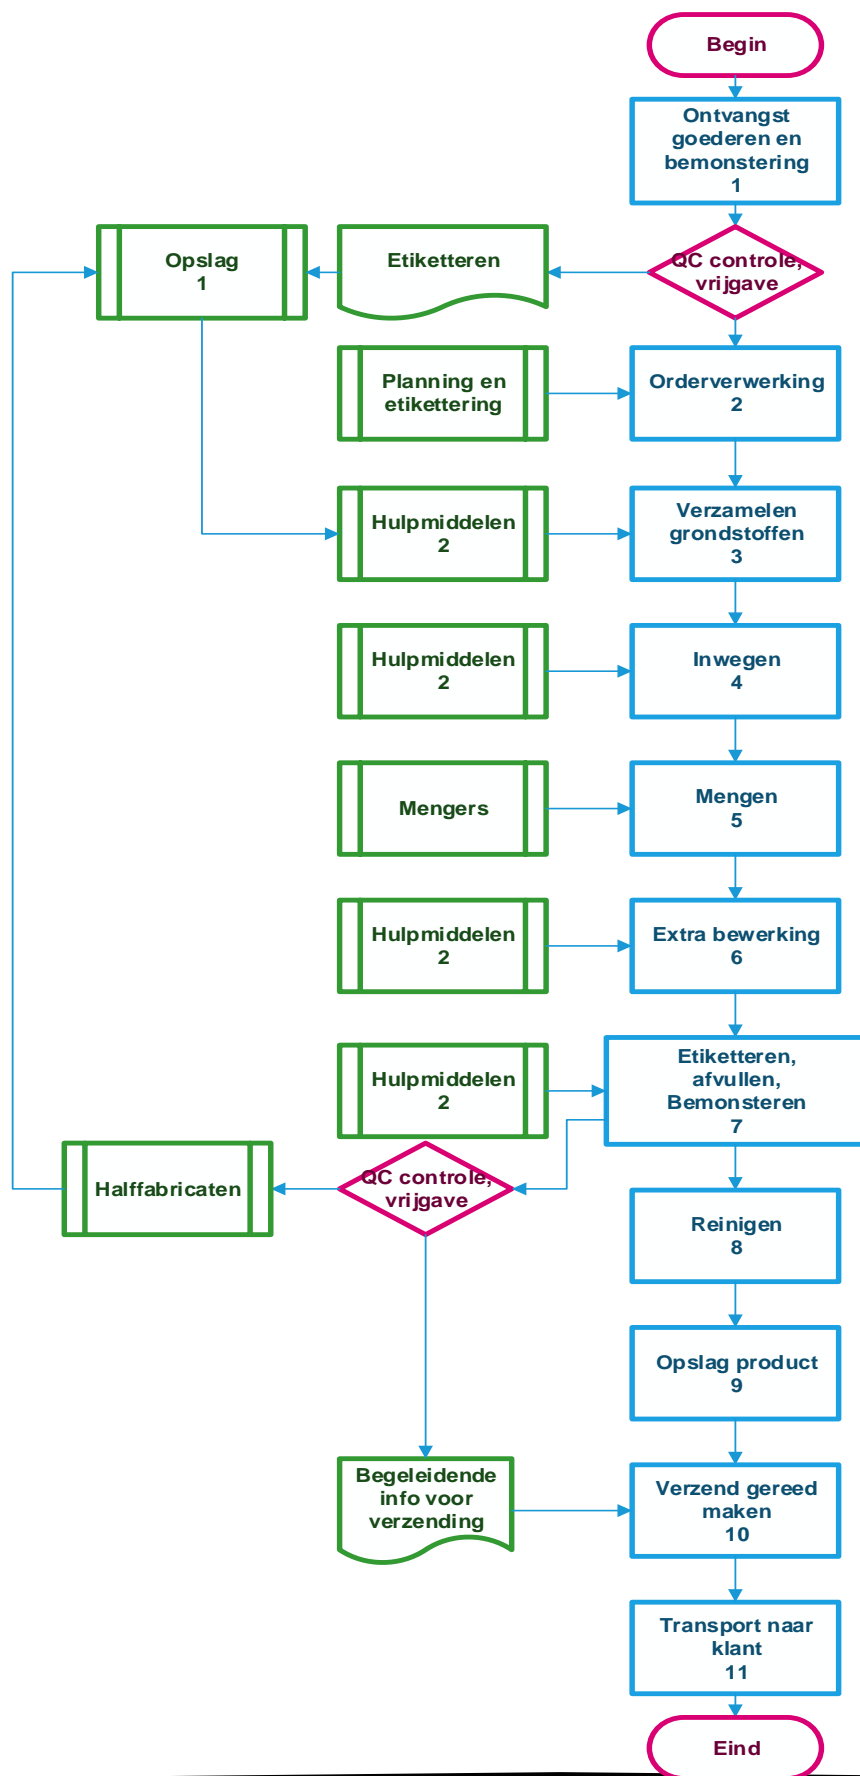 Begin
Ontvangst
goederen en
bemonstering
1
QC controle,
vrijgave
Etiketteren
Opslag
1
Planning en
etikettering
Orderverwerking
2
Hulpmiddelen
2
Verzamelen
grondstoffen
3
Hulpmiddelen
2
Inwegen
4
Mengers
Mengen
5
Hulpmiddelen
2
Extra bewerking
6
Hulpmiddelen
2
Etiketteren,
afvullen,
Bemonsteren
7
QC controle,
vrijgave
Halffabricaten
Reinigen
8
Opslag product
9
Begeleidende
info voor
verzending
Verzend gereed
maken
10
Transport naar
klant
11
Eind